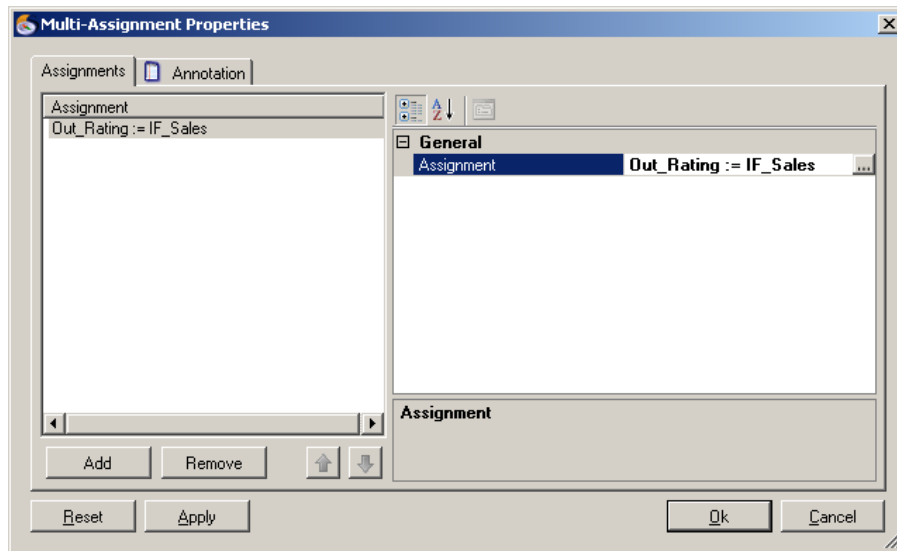 Multi-Assignment Properties
Assignments
Annotation
Assignment
Out_Rating := IF_Sales
General
Assignment Out_Rating := IF_Sales ...
Assignment
Add Remove
Reset Apply Ok Cancel